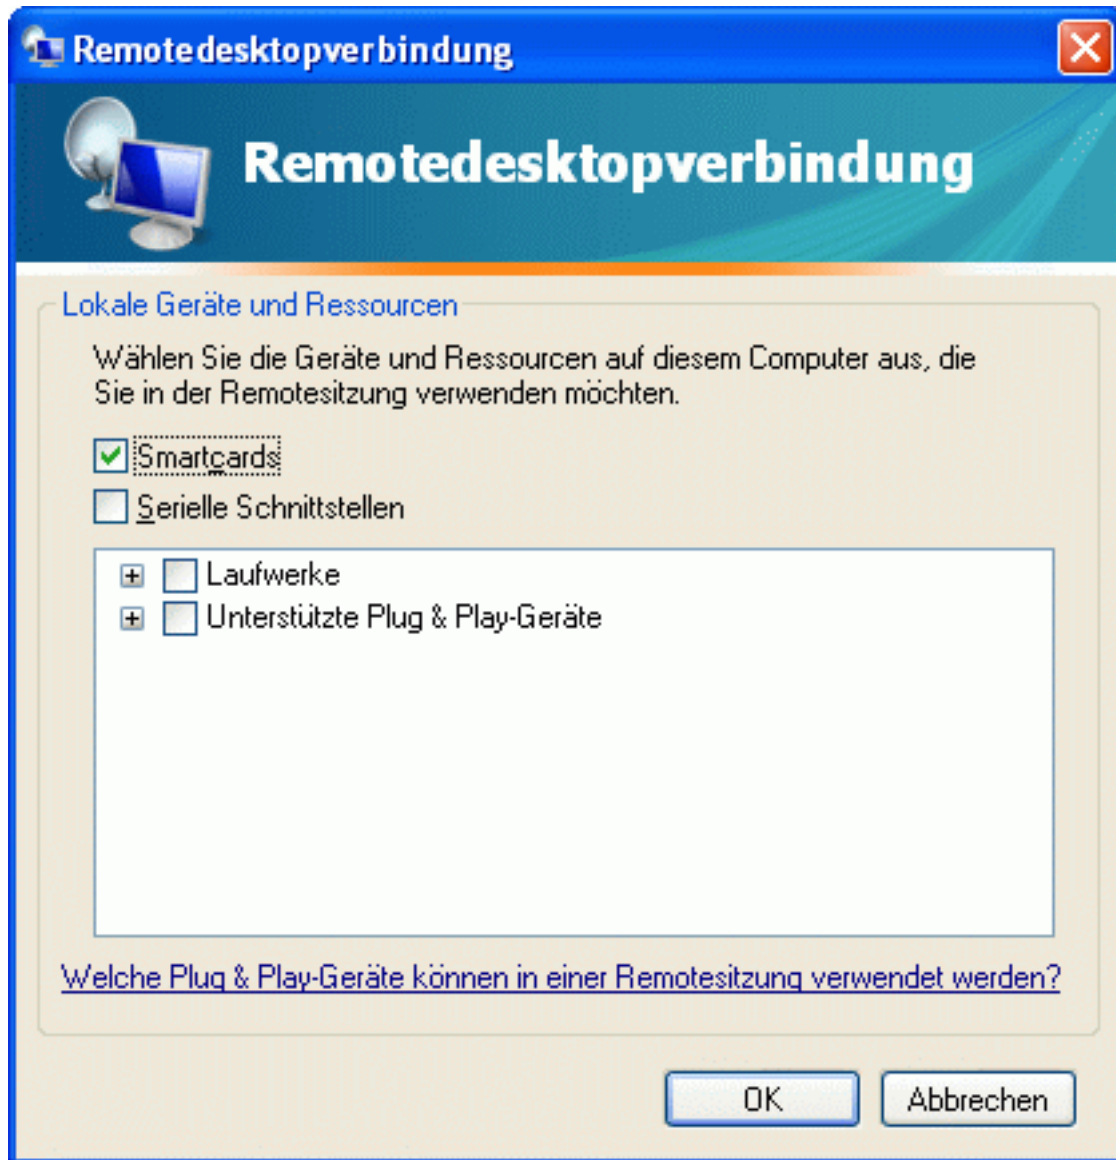 Remotedesktopverbindung
Remotedesktopverbindung
Lokale Geräte und Ressourcen
Wählen Sie die Geräte und Ressourcen auf diesem Computer aus, die
Sie in der Remotesitzung verwenden möchten.
Smartcards
Serielle Schnittstellen
Laufwerke
Unterstützte Plug & Play-Geräte
Welche Plug & Play-Geräte können in einer Remotesitzung verwendet werden?
OK Abbrechen